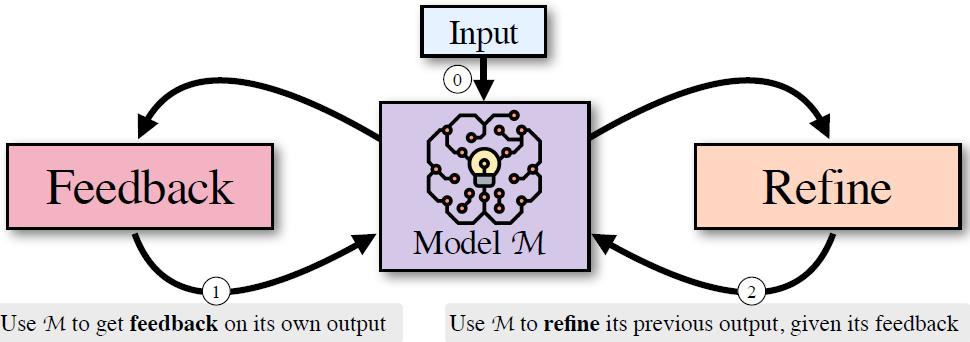 Input
0
Feedback
Model ℳ
Refine
1
2
Use ℳ to get feedback on its own output
Use ℳ to refine its previous output, given its feedback